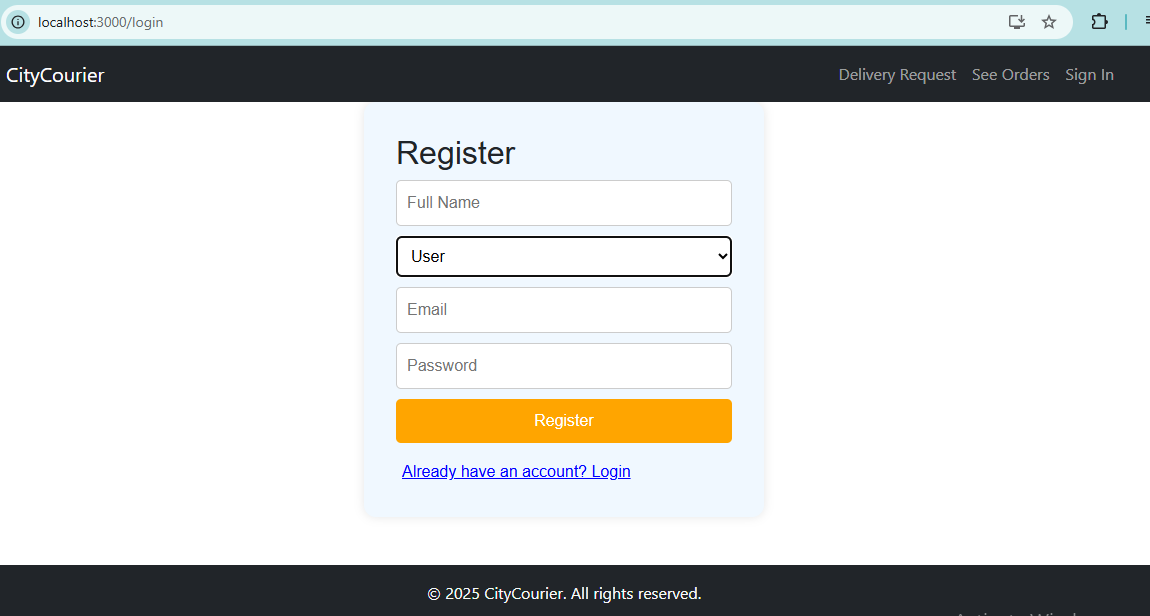 localhost:3000/login
CityCourier
Delivery Request See Orders Sign In
Register
Full Name
User
Email
Password
Register
Already have an account? Login
© 2025 CityCourier. All rights reserved.